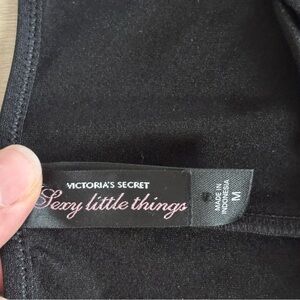 VICTORIA'S SECRET
Sexy little things
MADE IN
INDONESIA
M